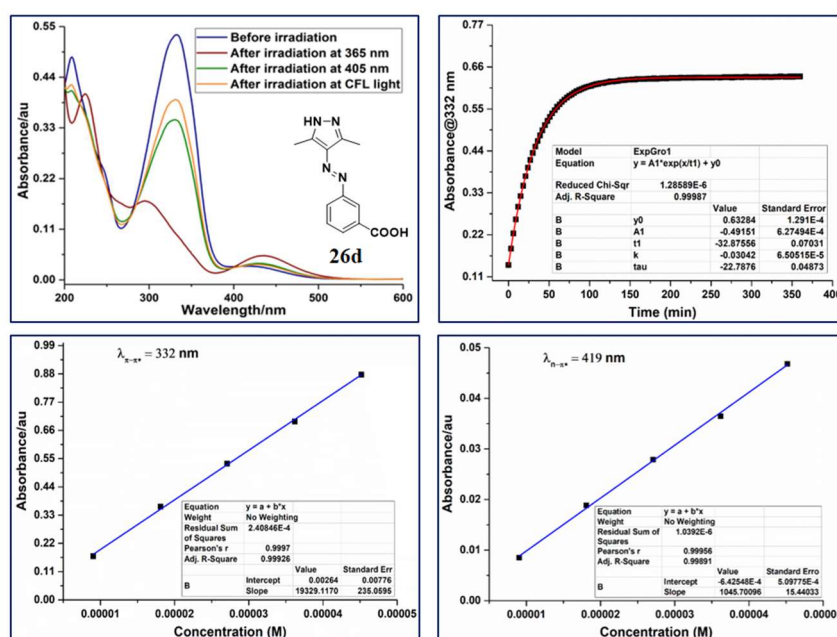 0.55
0.44
0.33
0.22
0.11
0.00
Absorbance/au
Before irradiation
After irradiation at 365 nm
After irradiation at 405 nm
After irradiation at CFL light
HN-N
N
N
COOH
26d
200
300
400
500
600
Wavelength/nm
0.77
0.66
0.55
0.44
0.33
0.22
0.11
Absorbance@332 nm
Model ExpGro1
Equation y = A1*exp(x/t1) + y0
Reduced Chi-Sqr 1.28589E-6
Adj. R-Square 0.99987
Value Standard Error
B y0 0.63284 1.291E-4
B A1 -0.49151 6.27494E-4
B t1 -32.87556 0.07031
B k -0.03042 6.50515E-5
B tau -22.7876 0.04873
0 50 100 150 200 250 300 350 400
Time (min)
0.99
0.88
0.77
0.66
0.55
0.44
0.33
0.22
0.11
0.00
Absorbance/au
λπ-π* = 332 nm
Equation y = a + b*x
Weight No Weighting
Residual Sum of Squares 2.40846E-4
Pearson's r 0.9997
Adj. R-Square 0.99926
Value Standard Err
B Intercept 0.00264 0.00776
Slope 19329.1170 235.0595
0.00001 0.00002 0.00003 0.00004 0.00005
Concentration (M)
0.05
0.04
0.03
0.02
0.01
0.00
Absorbance/au
λn-π* = 419 nm
Equation y = a + b*x
Weight No Weighting
Residual Sum of Squares 1.0392E-6
Pearson's r 0.99956
Adj. R-Square 0.99891
Value Standard Erro
B Intercept -6.42548E-4 5.09775E-4
Slope 1045.70096 15.44033
0.00001 0.00002 0.00003 0.00004 0.0000
Concentration (M)